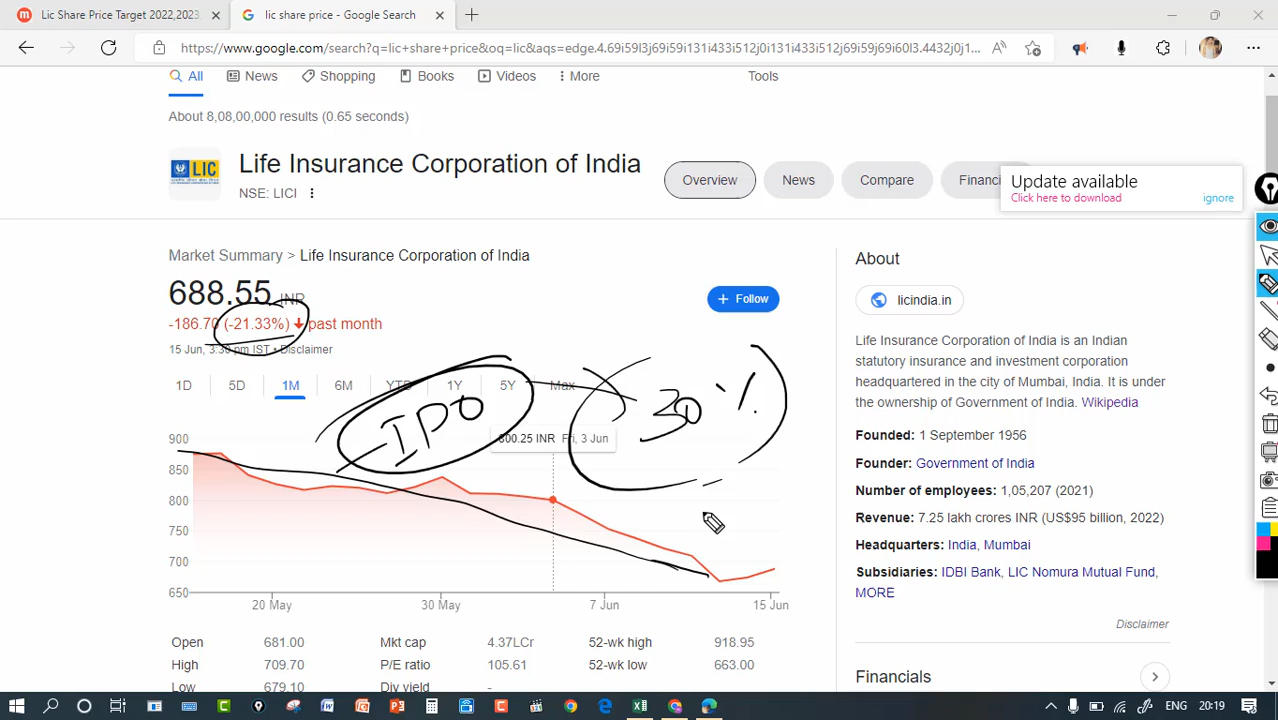 Lic Share Price Target 2022,2023,
lic share price - Google Search
https://www.google.com/search?q=lic+share+price&oq=lic&aqs=edge.4.69i59l3j69i59i131i433i512j0i131i433i512j69i59j69i60l3.4432j0j1...
All
News
Shopping
Books
Videos
More
Tools
About 8,08,00,000 results (0.65 seconds)
LIC
Life Insurance Corporation of India
NSE: LICI
Overview
News
Compare
Financi
Update available
Click here to download
ignore
Market Summary > Life Insurance Corporation of India
688.55 INR
-186.70 (-21.33%) past month
15 Jun, 3:30 pm IST • Disclaimer
+ Follow
1D
5D
1M
6M
YTD
1Y
5Y
Max
IPO
30 %
800.25 INR Fri, 3 Jun
900
850
800
750
700
650
20 May
30 May
7 Jun
15 Jun
Open 681.00
Mkt cap 4.37LCr
52-wk high 918.95
High 709.70
P/E ratio 105.61
52-wk low 663.00
Low 679.10
Div yield -
About
licindia.in
Life Insurance Corporation of India is an Indian
statutory insurance and investment corporation
headquartered in the city of Mumbai, India. It is under
the ownership of Government of India. Wikipedia
Founded: 1 September 1956
Founder: Government of India
Number of employees: 1,05,207 (2021)
Revenue: 7.25 lakh crores INR (US$95 billion, 2022)
Headquarters: India, Mumbai
Subsidiaries: IDBI Bank, LIC Nomura Mutual Fund,
MORE
Disclaimer
Financials
ENG
20:19